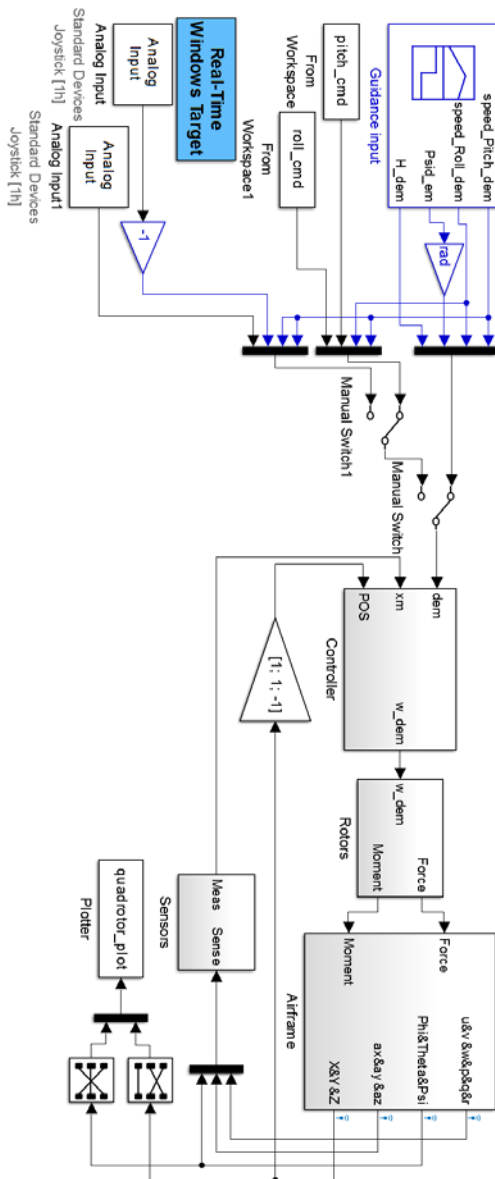 speed_Pitch_dem
speed_Roll_dem
Psid_em
H_dem
Guidance input
rad
pitch_cmd
From
Workspace
roll_cmd
From
Workspace1
Real-Time
Windows Target
Analog
Input
Analog Input
Standard Devices
Joystick [1h]
Analog
Input
Analog Input1
Standard Devices
Joystick [1h]
-1
Manual Switch1
Manual Switch
dem
xm
POS
w_dem
Controller
[1; 1; -1]
w_dem
Force
Moment
Rotors
Force
Moment
u&v &w&p&q&r
Phi&Theta&Psi
ax&ay &az
X&Y &Z
Airframe
Meas
Sense
Sensors
quadrotor_plot
Plotter